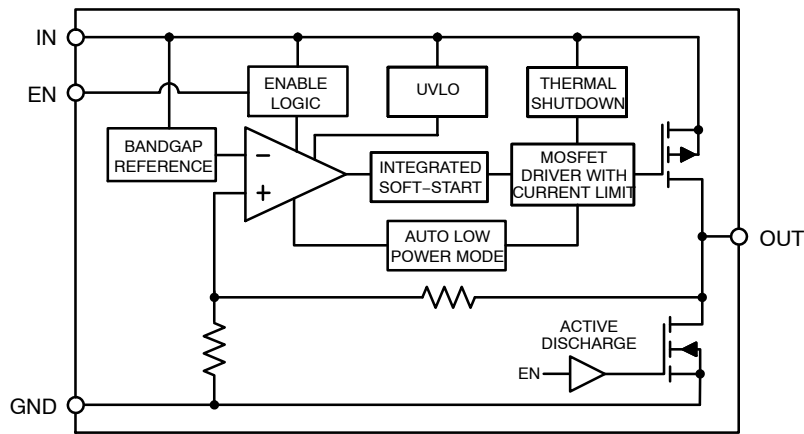 IN
EN
ENABLE
LOGIC
UVLO
THERMAL
SHUTDOWN
BANDGAP
REFERENCE
−
+
INTEGRATED
SOFT−START
MOSFET
DRIVER WITH
CURRENT LIMIT
AUTO LOW
POWER MODE
OUT
ACTIVE
DISCHARGE
EN
GND